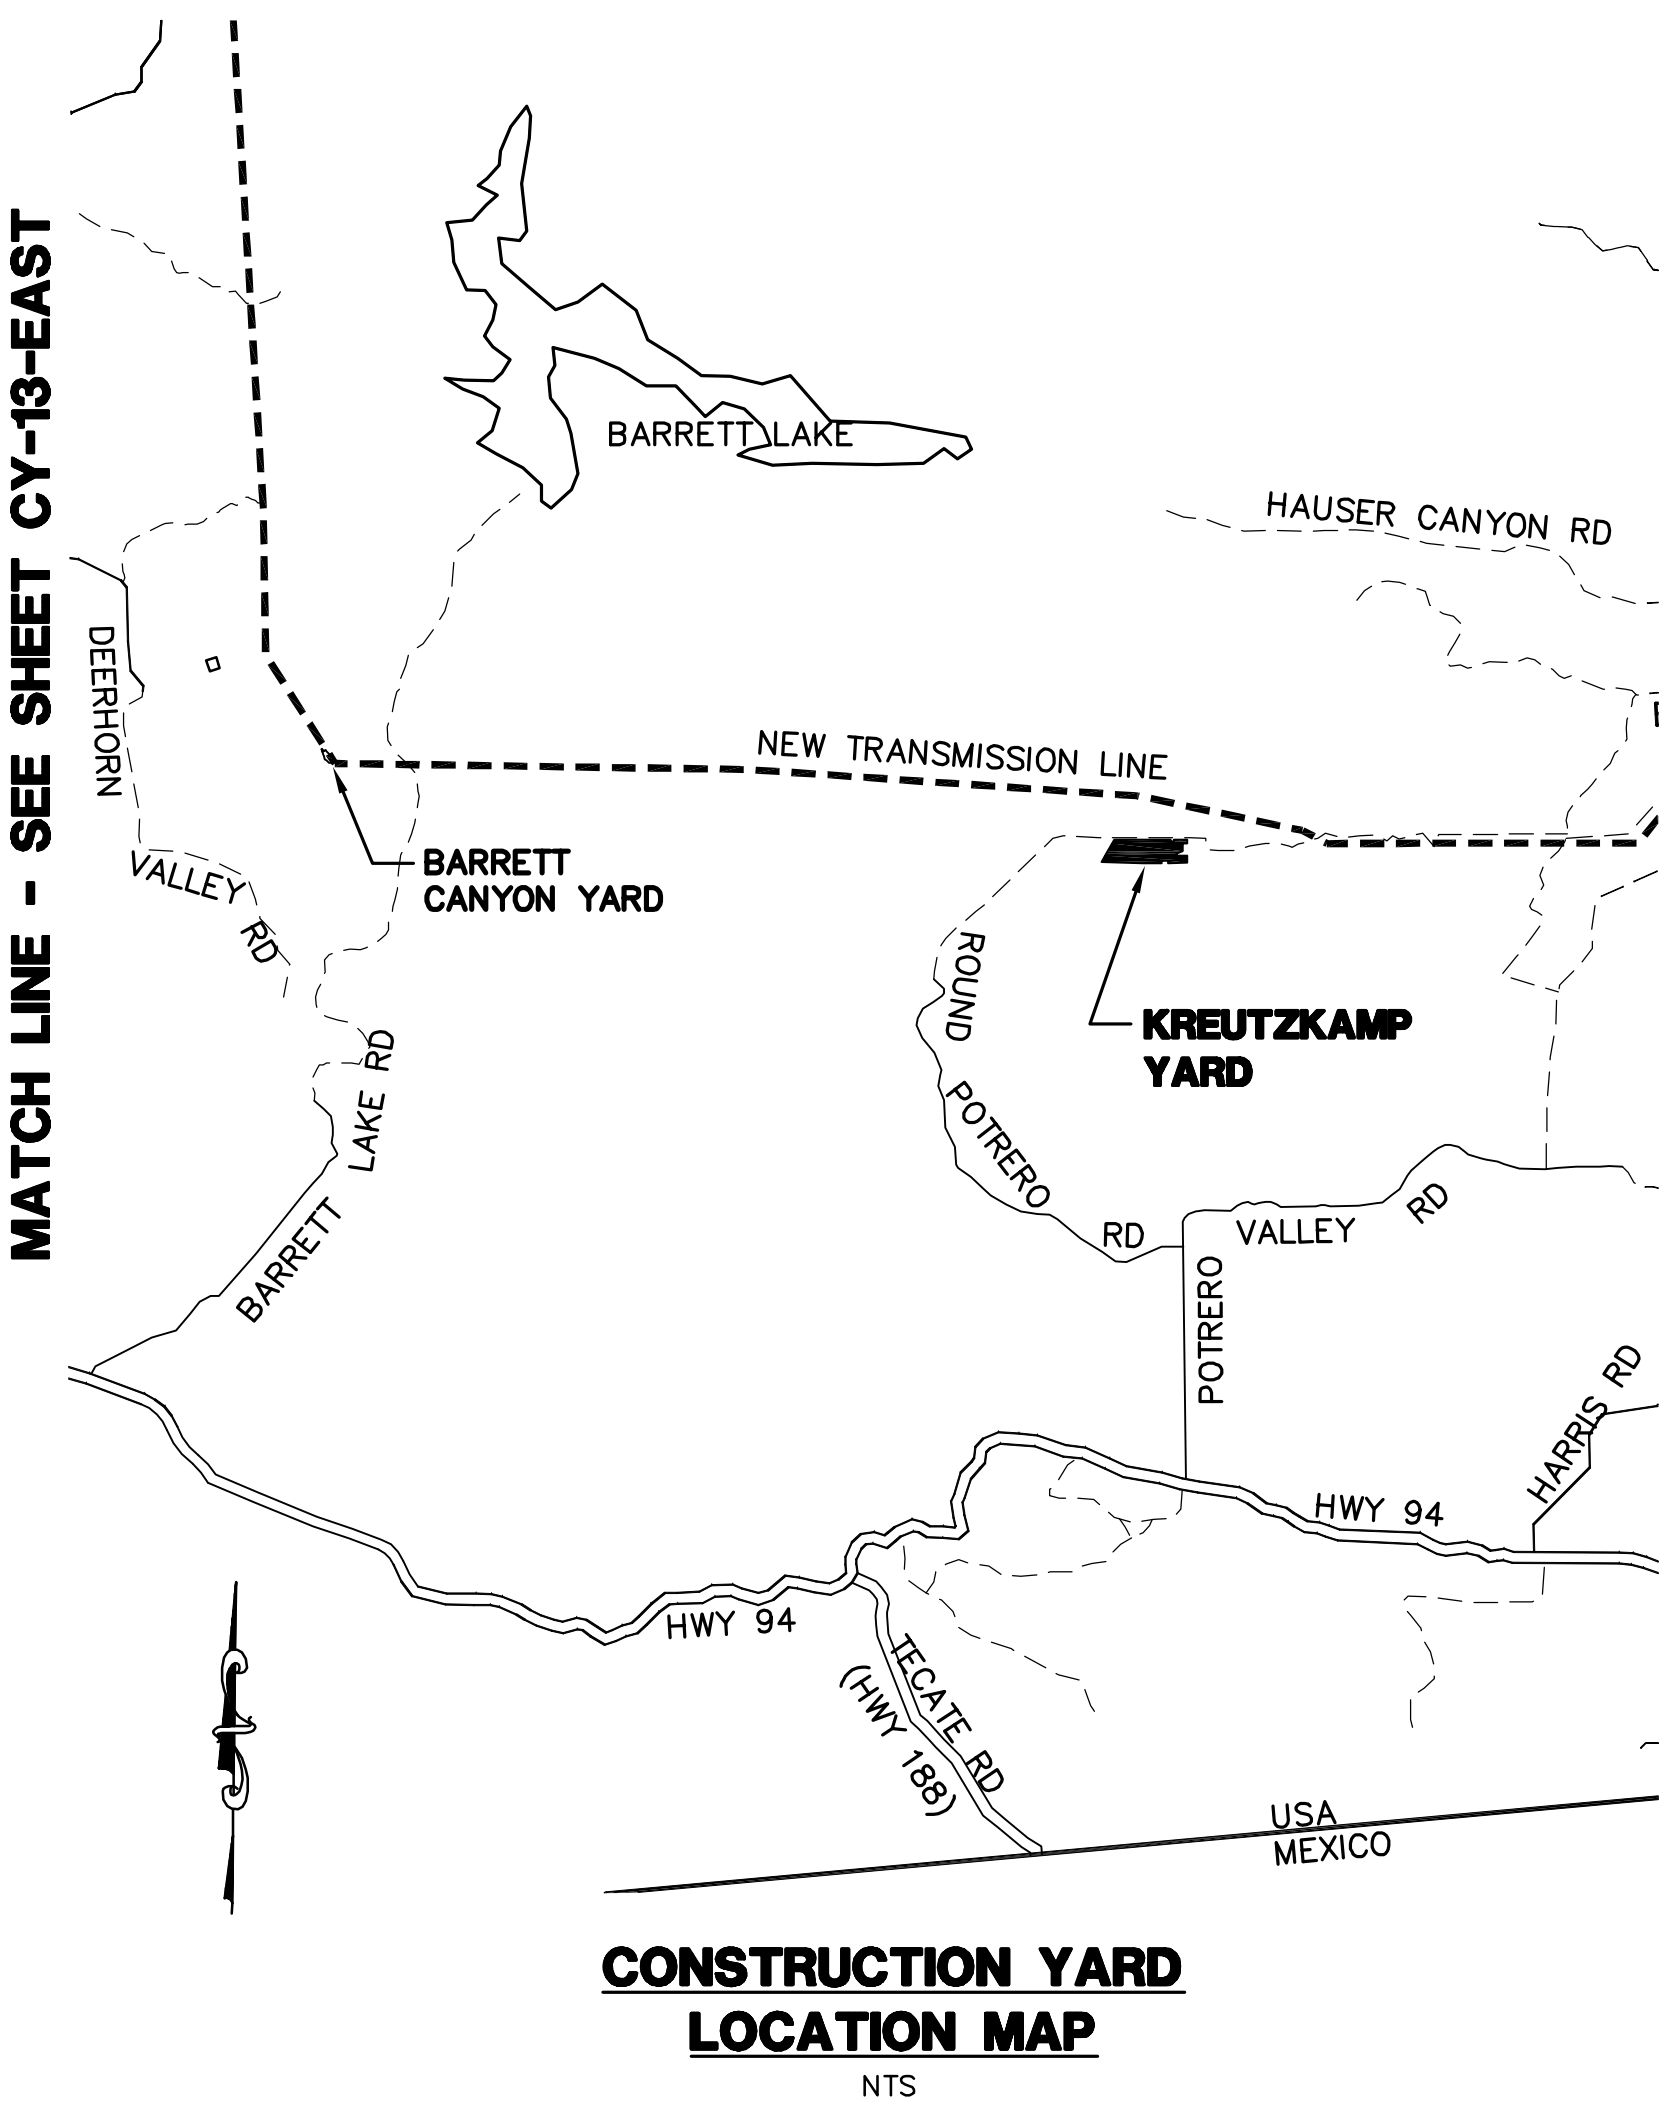 MATCH LINE - SEE SHEET CY-13-EAST
BARRETT LAKE
HAUSER CANYON RD
DEERHORN
VALLEY
RD
NEW TRANSMISSION LINE
BARRETT
CANYON YARD
KREUTZKAMP
YARD
ROUND
POTRERO
RD
BARRETT
LAKE RD
POTRERO
VALLEY
RD
HARRIS RD
HWY 94
HWY 94
TECATE RD
(HWY 188)
USA
MEXICO
CONSTRUCTION YARD
LOCATION MAP
NTS